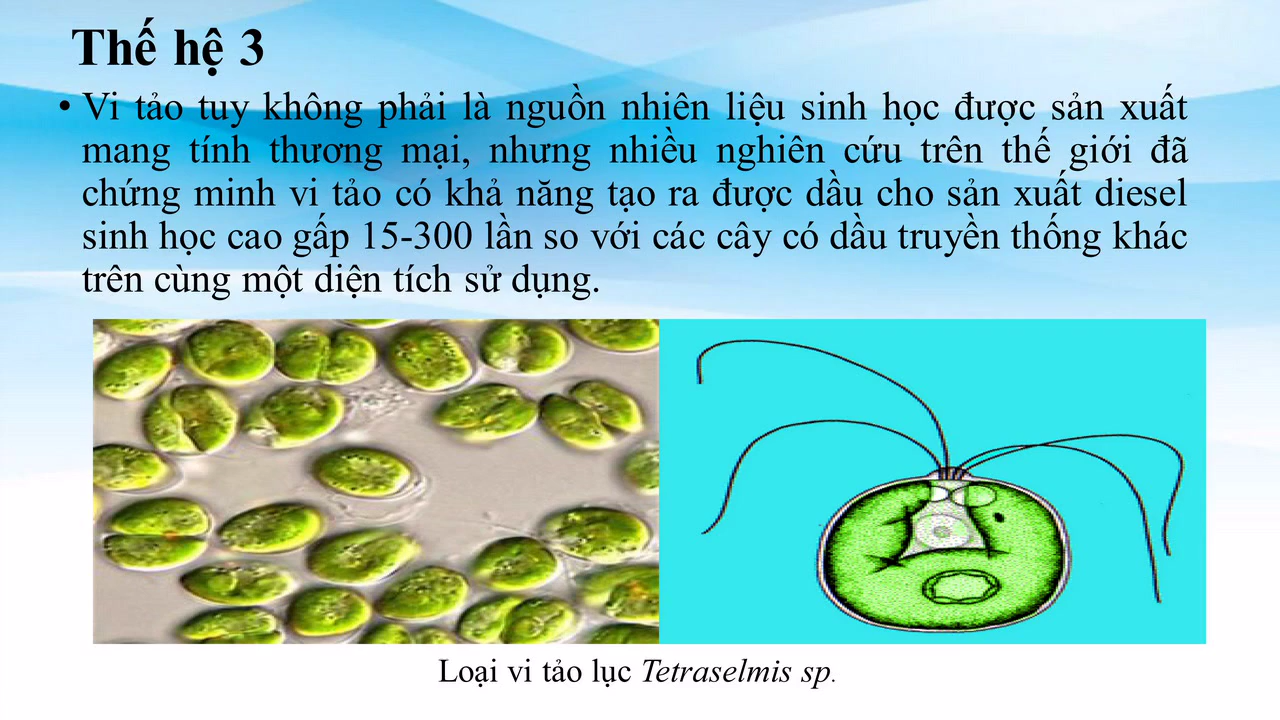 Thế hệ 3
• Vi tảo tuy không phải là nguồn nhiên liệu sinh học được sản xuất
mang tính thương mại, nhưng nhiều nghiên cứu trên thế giới đã
chứng minh vi tảo có khả năng tạo ra được dầu cho sản xuất diesel
sinh học cao gấp 15-300 lần so với các cây có dầu truyền thống khác
trên cùng một diện tích sử dụng.
Loại vi tảo lục Tetraselmis sp.